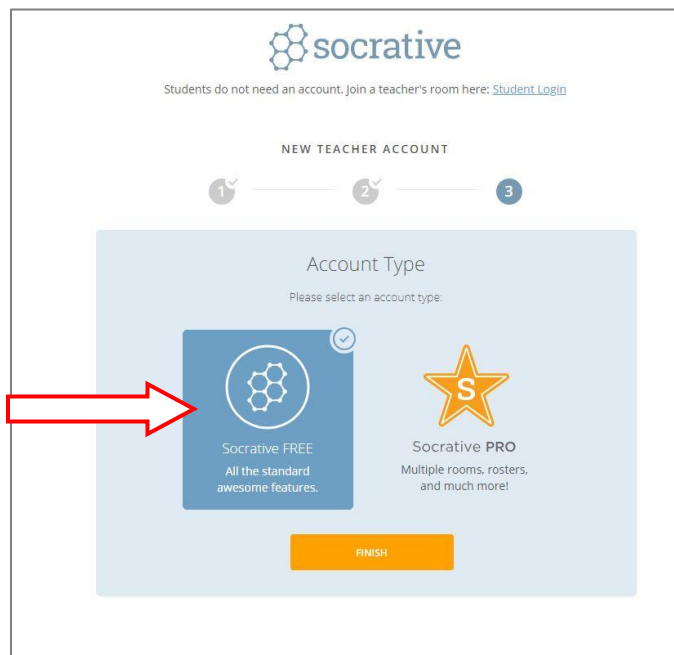 socrative
Students do not need an account. Join a teacher's room here: Student Login
NEW TEACHER ACCOUNT
1 2 3
Account Type
Please select an account type:
Socrative FREE
All the standard
awesome features.
S
Socrative PRO
Multiple rooms, rosters,
and much more!
FINISH